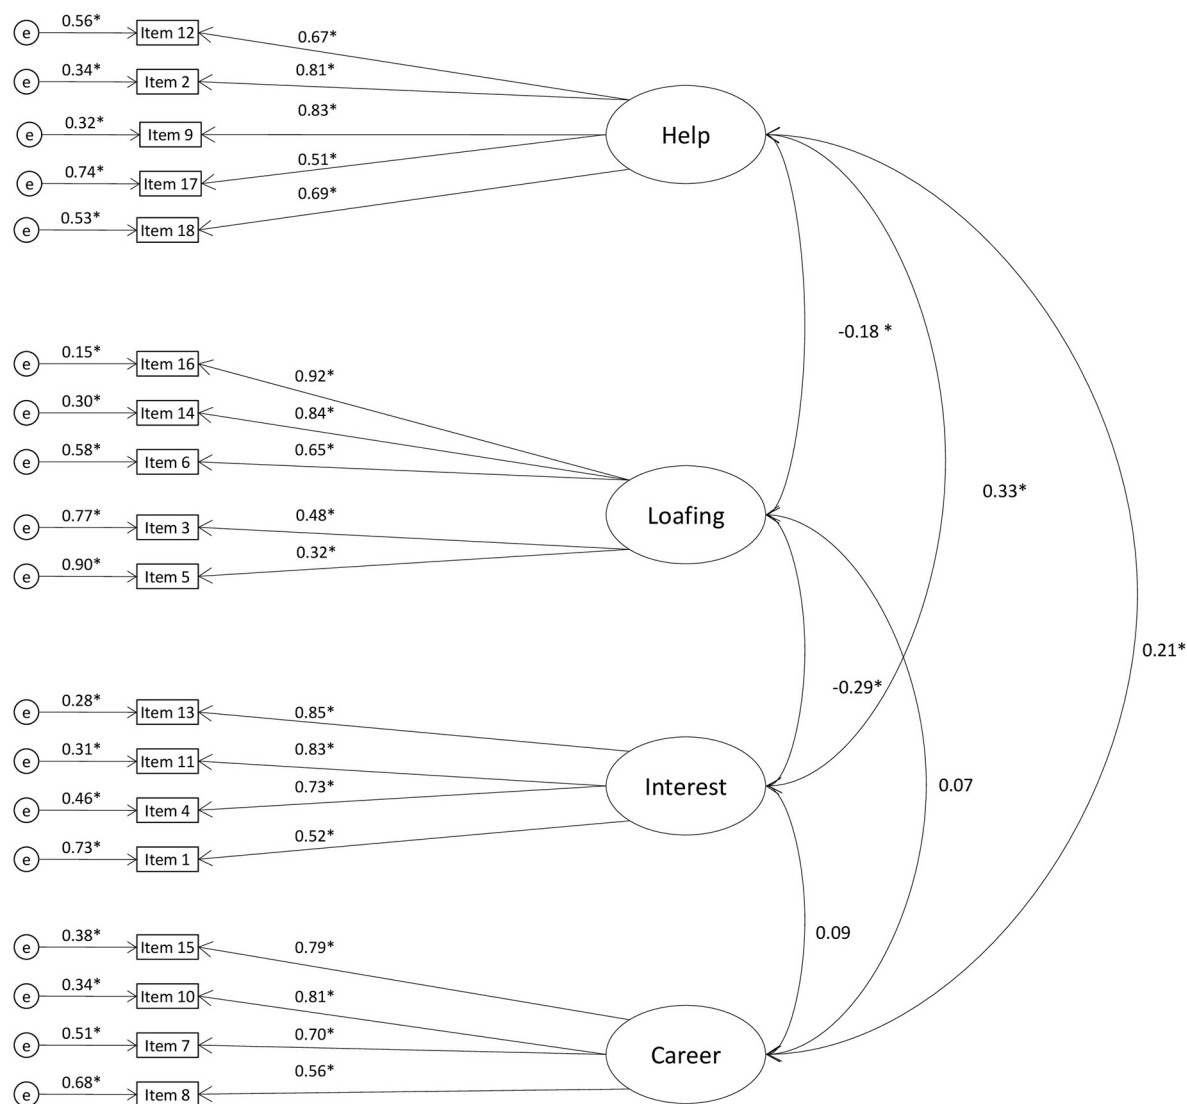 0.56*
e
Item 12
0.67*
0.34*
e
Item 2
0.81*
0.32*
e
Item 9
0.83*
Help
0.74*
e
Item 17
0.51*
0.53*
e
Item 18
0.69*
-0.18 *
0.15*
e
Item 16
0.92*
0.30*
e
Item 14
0.84*
0.58*
e
Item 6
0.65*
0.33*
Loafing
0.77*
e
Item 3
0.48*
0.90*
e
Item 5
0.32*
0.21*
-0.29*
0.28*
e
Item 13
0.85*
0.31*
e
Item 11
0.83*
Interest
0.07
0.46*
e
Item 4
0.73*
0.73*
e
Item 1
0.52*
0.09
0.38*
e
Item 15
0.79*
0.34*
e
Item 10
0.81*
0.51*
e
Item 7
0.70*
Career
0.68*
e
Item 8
0.56*